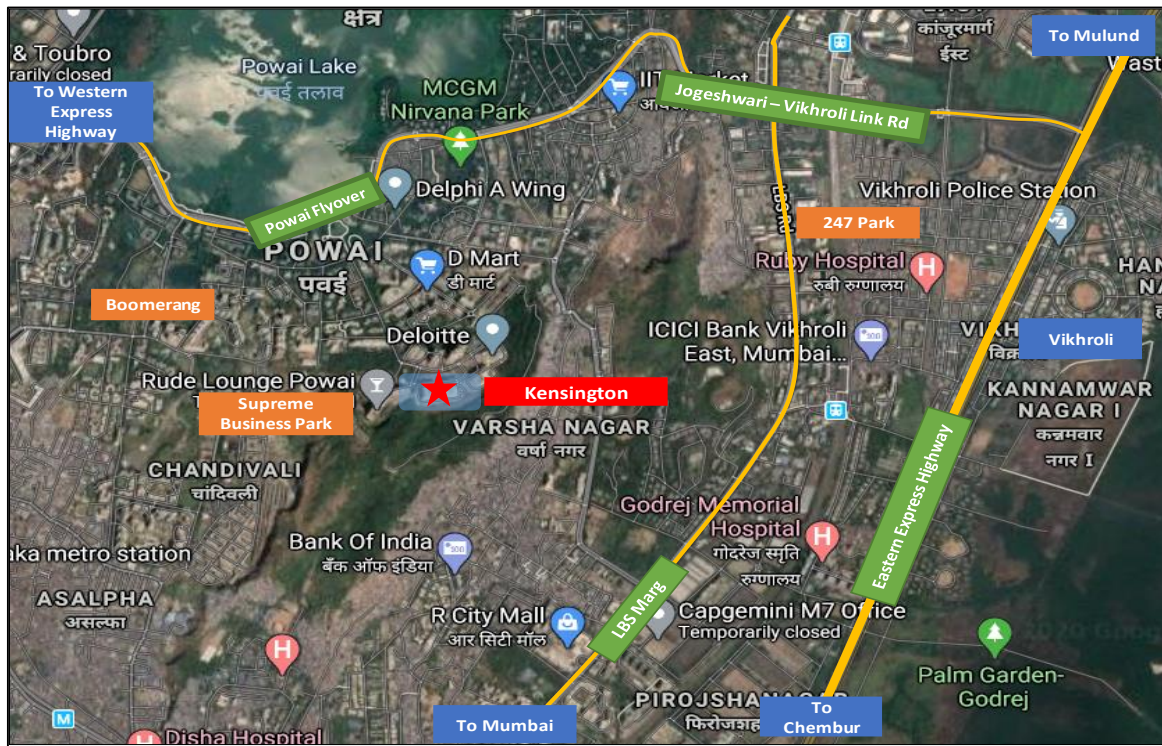 क्षेत्र
& Toubro
rarily closed
To Western
Express
Highway
Powai Lake
पवई तलाव
MCGM
Nirvana Park
Jogeshwari – Vikhroli Link Rd
कांजूरमार्ग
ईस्ट
To Mulund
Delphi A Wing
Powai Flyover
POWAI
पवई
D Mart
डी मार्ट
LBS Rd
Vikhroli Police Station
247 Park
Ruby Hospital
रुबी रुग्णालय
H
Boomerang
Deloitte
ICICI Bank Vikhroli
East, Mumbai...
Vikhroli
Rude Lounge Powai
Kensington
Supreme
Business Park
VARSHA NAGAR
वर्षा नगर
KANNAMWAR
NAGAR I
कन्नमवार
नगर I
CHANDIVALI
चांदिवली
Eastern Express Highway
Godrej Memorial
Hospital
गोदरेज स्मृति
रुग्णालय
H
aka metro station
Bank Of India
बैंक ऑफ इंडिया
ASALPHA
असल्फा
R City Mall
आर सिटी मॉल
LBS Marg
Capgemini M7 Office
Temporarily closed
H
Palm Garden-
Godrej
PIROJSHANAGAR
To Mumbai
To
Chembur
M
H
Disha Hospital